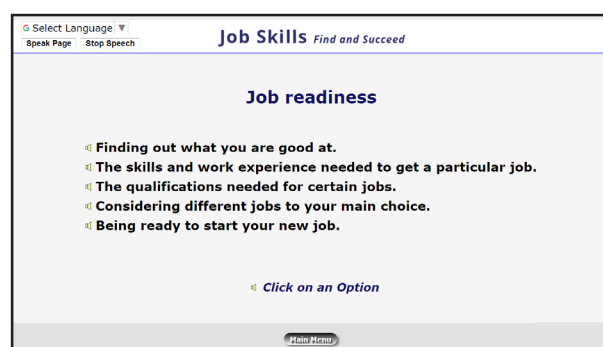 G Select Language ▼
Speak Page Stop Speech
Job Skills Find and Succeed
Job readiness
Finding out what you are good at.
The skills and work experience needed to get a particular job.
The qualifications needed for certain jobs.
Considering different jobs to your main choice.
Being ready to start your new job.
Click on an Option
Main Menu